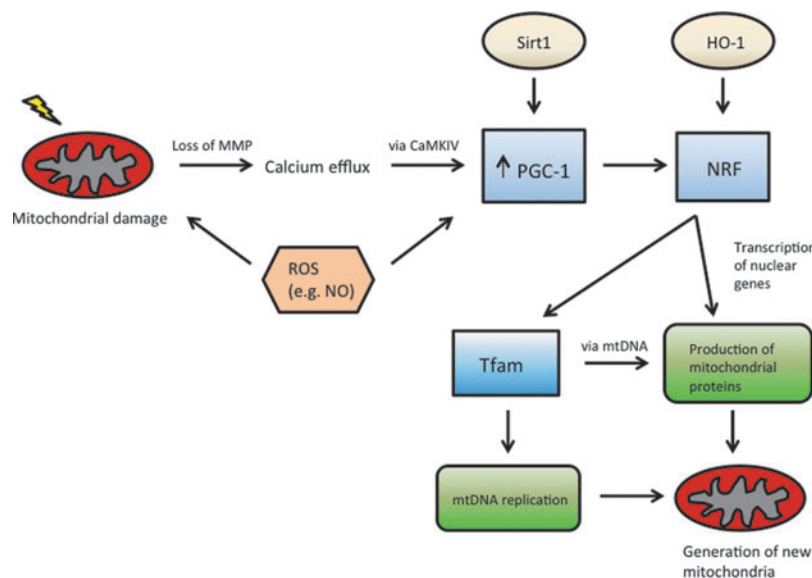 Sirt1
HO-1
Loss of MMP
Calcium efflux
via CaMKIV
↑ PGC-1
NRF
Mitochondrial damage
ROS
(e.g. NO)
Transcription
of nuclear
genes
Tfam
via mtDNA
Production of
mitochondrial
proteins
mtDNA replication
Generation of new
mitochondria